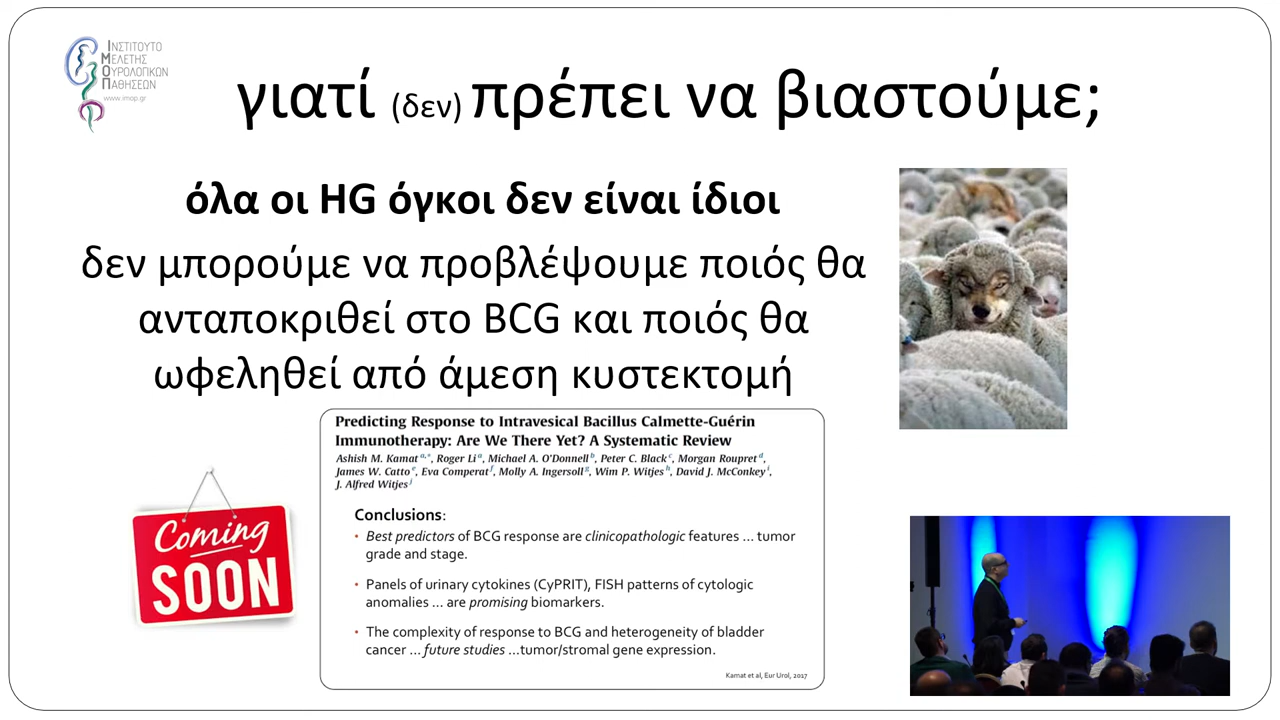 ΙΝΣΤΙΤΟΥΤΟ
ΜΕΛΕΤΗΣ
ΟΥΡΟΛΟΓΙΚΩΝ
ΠΑΘΗΣΕΩΝ
www.imop.gr
γιατί (δεν) πρέπει να βιαστούμε;
όλα οι HG όγκοι δεν είναι ίδιοι
δεν μπορούμε να προβλέψουμε ποιός θα
ανταποκριθεί στο BCG και ποιός θα
ωφεληθεί από άμεση κυστεκτομή
Predicting Response to Intravesical Bacillus Calmette-Guérin
Immunotherapy: Are We There Yet? A Systematic Review
Ashish M. Kamat a,*, Roger Li a, Michael A. O'Donnell b, Peter C. Black c, Morgan Roupret d,
James W. Catto e, Eva Comperat f, Molly A. Ingersoll g, Wim P. Witjes h, David J. McConkey i,
J. Alfred Witjes j
Conclusions:
• Best predictors of BCG response are clinicopathologic features … tumor
grade and stage.
• Panels of urinary cytokines (CyPRIT), FISH patterns of cytologic
anomalies … are promising biomarkers.
• The complexity of response to BCG and heterogeneity of bladder
cancer … future studies …tumor/stromal gene expression.
Kamat et al, Eur Urol, 2017
Coming
SOON